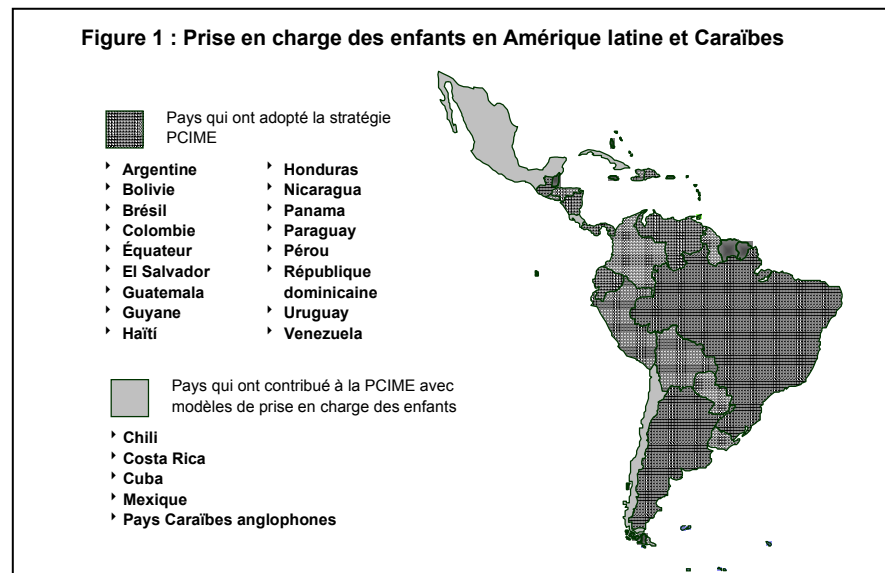 Figure 1 : Prise en charge des enfants en Amérique latine et Caraïbes
Pays qui ont adopté la stratégie
PCIME
Argentine
Bolivie
Brésil
Colombie
Équateur
El Salvador
Guatemala
Guyane
Haïtí
Honduras
Nicaragua
Panama
Paraguay
Pérou
République
dominicaine
Uruguay
Venezuela
Pays qui ont contribué à la PCIME avec
modèles de prise en charge des enfants
Chili
Costa Rica
Cuba
Mexique
Pays Caraïbes anglophones